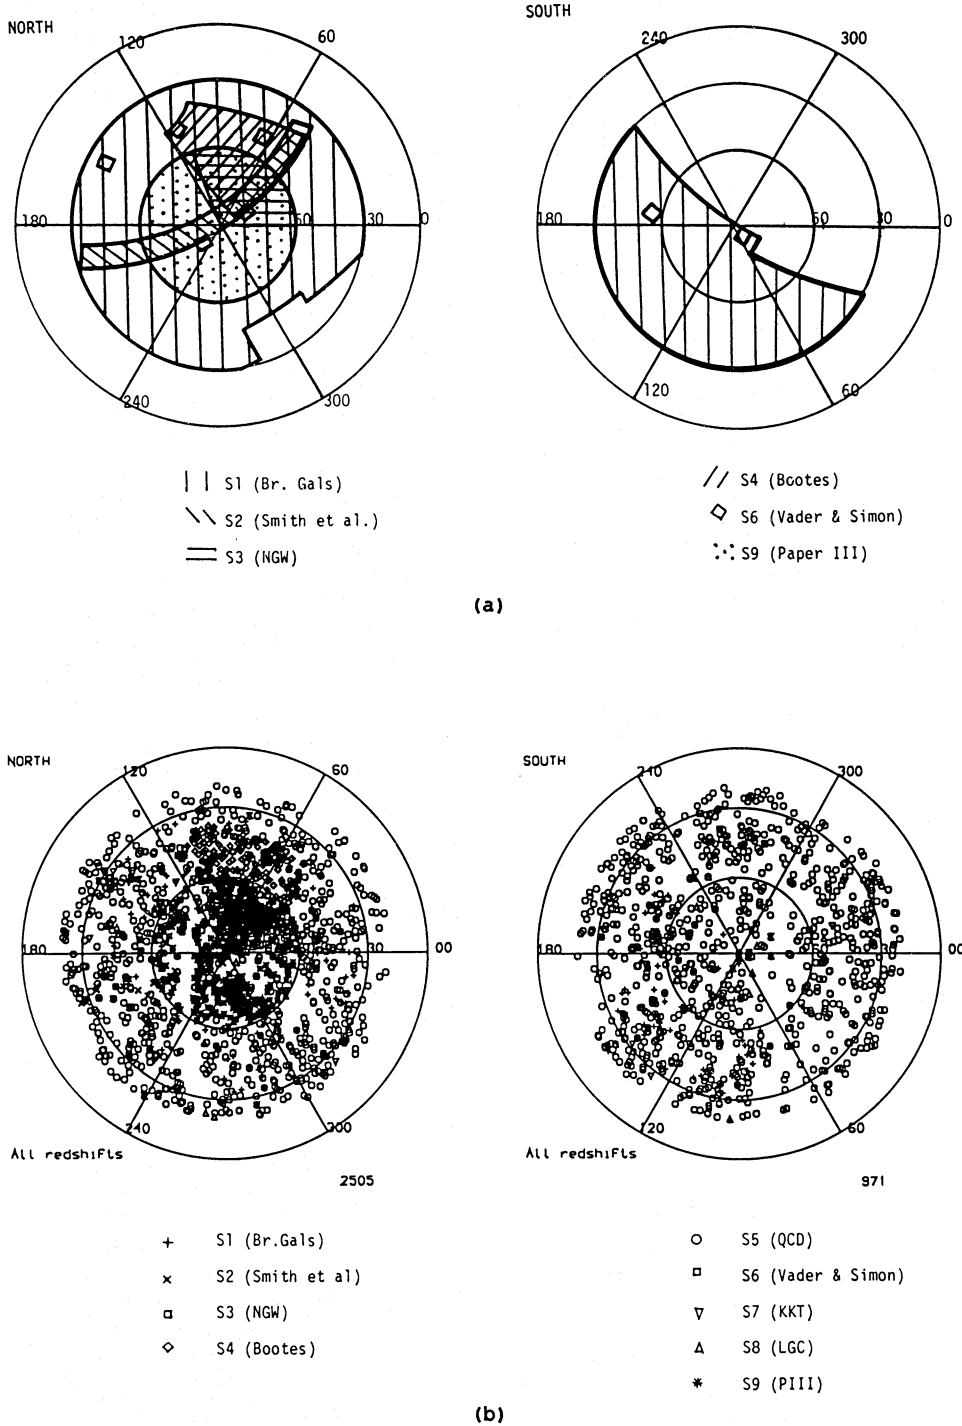 NORTH
SOUTH
120
60
240
300
180
60
30
0
180
60
30
0
240
300
120
60
S1 (Br. Gals)
S2 (Smith et al.)
S3 (NGW)
S4 (Bootes)
S6 (Vader & Simon)
S9 (Paper III)
(a)
NORTH
SOUTH
120
60
240
300
180
30
00
180
00
240
300
120
60
All redshifts
2505
All redshifts
971
S1 (Br.Gals)
S2 (Smith et al)
S3 (NGW)
S4 (Bootes)
S5 (QCD)
S6 (Vader & Simon)
S7 (KKT)
S8 (LGC)
S9 (PIII)
(b)